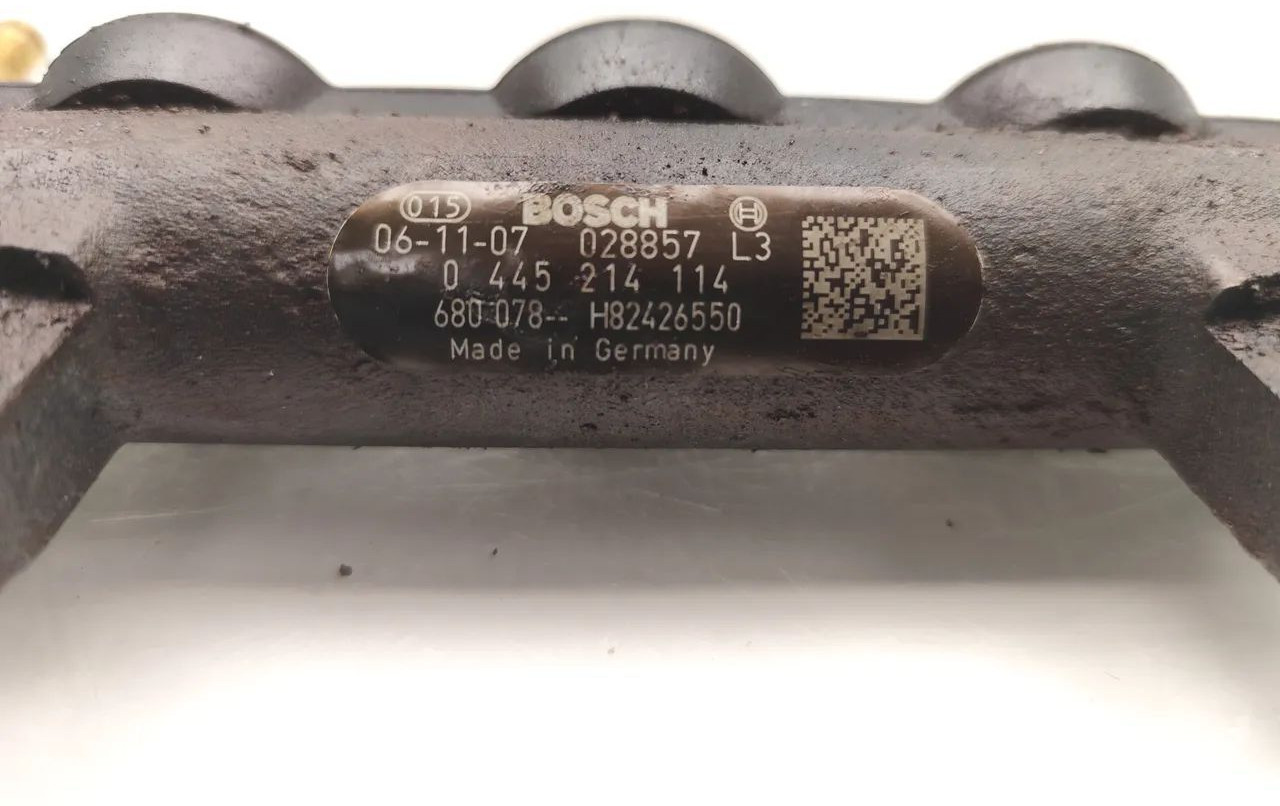 015 BOSCH
06-11-07 028857 L3
0 445 214 114
680 078-- H82426550
Made in Germany